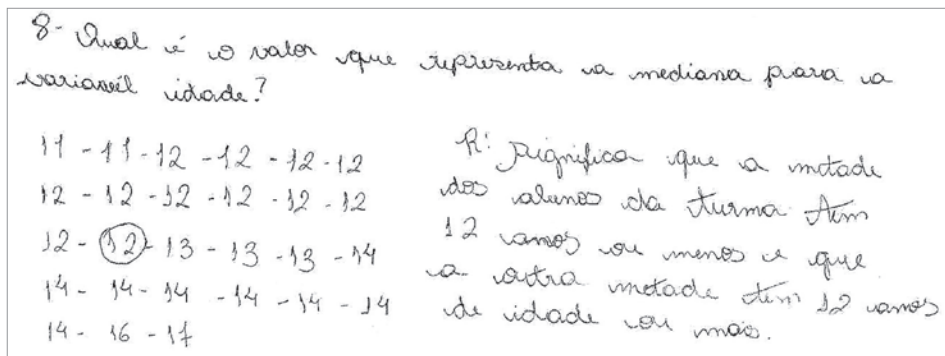 8- Qual é o valor que representa a mediana para a
variavéil idade?
11 - 11 - 12 - 12 - 12 - 12
12 - 12 - 12 - 12 - 12 - 12
12 - 12 - 13 - 13 - 13 - 14
14 - 14 - 14 - 14 - 14 - 14
14 - 16 - 17
R: Significa que a metade
dos alunos da turma tem
12 anos ou menos e que
a outra metade tem 12 anos
de idade ou mais.